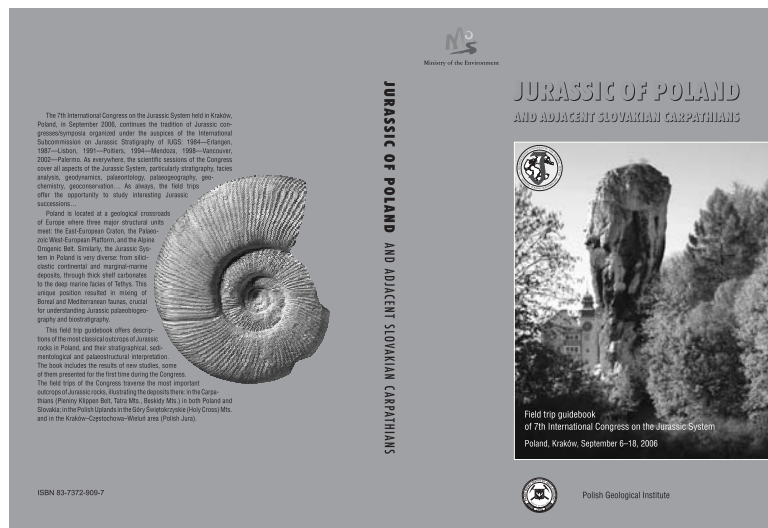 The 7th International Congress on the Jurassic System held in Kraków,
Poland, in September 2006, continues the tradition of Jurassic con-
gresses/symposia organized under the auspices of the International
Subcommission on Jurassic Stratigraphy of IUGS: 1984—Erlangen,
1987—Lisbon, 1991—Poitiers, 1994—Mendoza, 1998—Vancouver,
2002—Palermo. As everywhere, the scientific sessions of the Congress
cover all aspects of the Jurassic System, particularly stratigraphy, facies
analysis, geodynamics, palaeontology, palaeogeography, geo-
chemistry, geoconservation… As always, the field trips
offer the opportunity to study interesting Jurassic
successions…
Poland is located at a geological crossroads
of Europe where three major structural units
meet: the East-European Craton, the Palaeo-
zoic West-European Platform, and the Alpine
Orogenic Belt. Similarly, the Jurassic Sys-
tem in Poland is very diverse: from silici-
clastic continental and marginal-marine
deposits, through thick shelf carbonates
to the deep marine facies of Tethys. This
unique position resulted in mixing of
Boreal and Mediterranean faunas, crucial
for understanding Jurassic palaeobiogeo-
graphy and biostratigraphy.
This field trip guidebook offers descrip-
tions of the most classical outcrops of Jurassic
rocks in Poland, and their stratigraphical, sedi-
mentological and palaeostructural interpretation.
The book includes the results of new studies, some
of them presented for the first time during the Congress.
The field trips of the Congress traverse the most important
outcrops of Jurassic rocks, illustrating the deposits there: in the Carpa-
thians (Pieniny Klippen Belt, Tatra Mts., Beskidy Mts.) in both Poland and
Slovakia; in the Polish Uplands in the Góry Świętokrzyskie (Holy Cross) Mts.
and in the Kraków–Częstochowa–Wieluń area (Polish Jura).
ISBN 83-7372-909-7
JURASSIC OF POLAND AND ADJACENT SLOVAKIAN CARPATHIANS
MoS
Ministry of the Environment
JURASSIC OF POLAND
AND ADJACENT SLOVAKIAN CARPATHIANS
Field trip guidebook
of 7th International Congress on the Jurassic System
Poland, Kraków, September 6–18, 2006
Polish Geological Institute